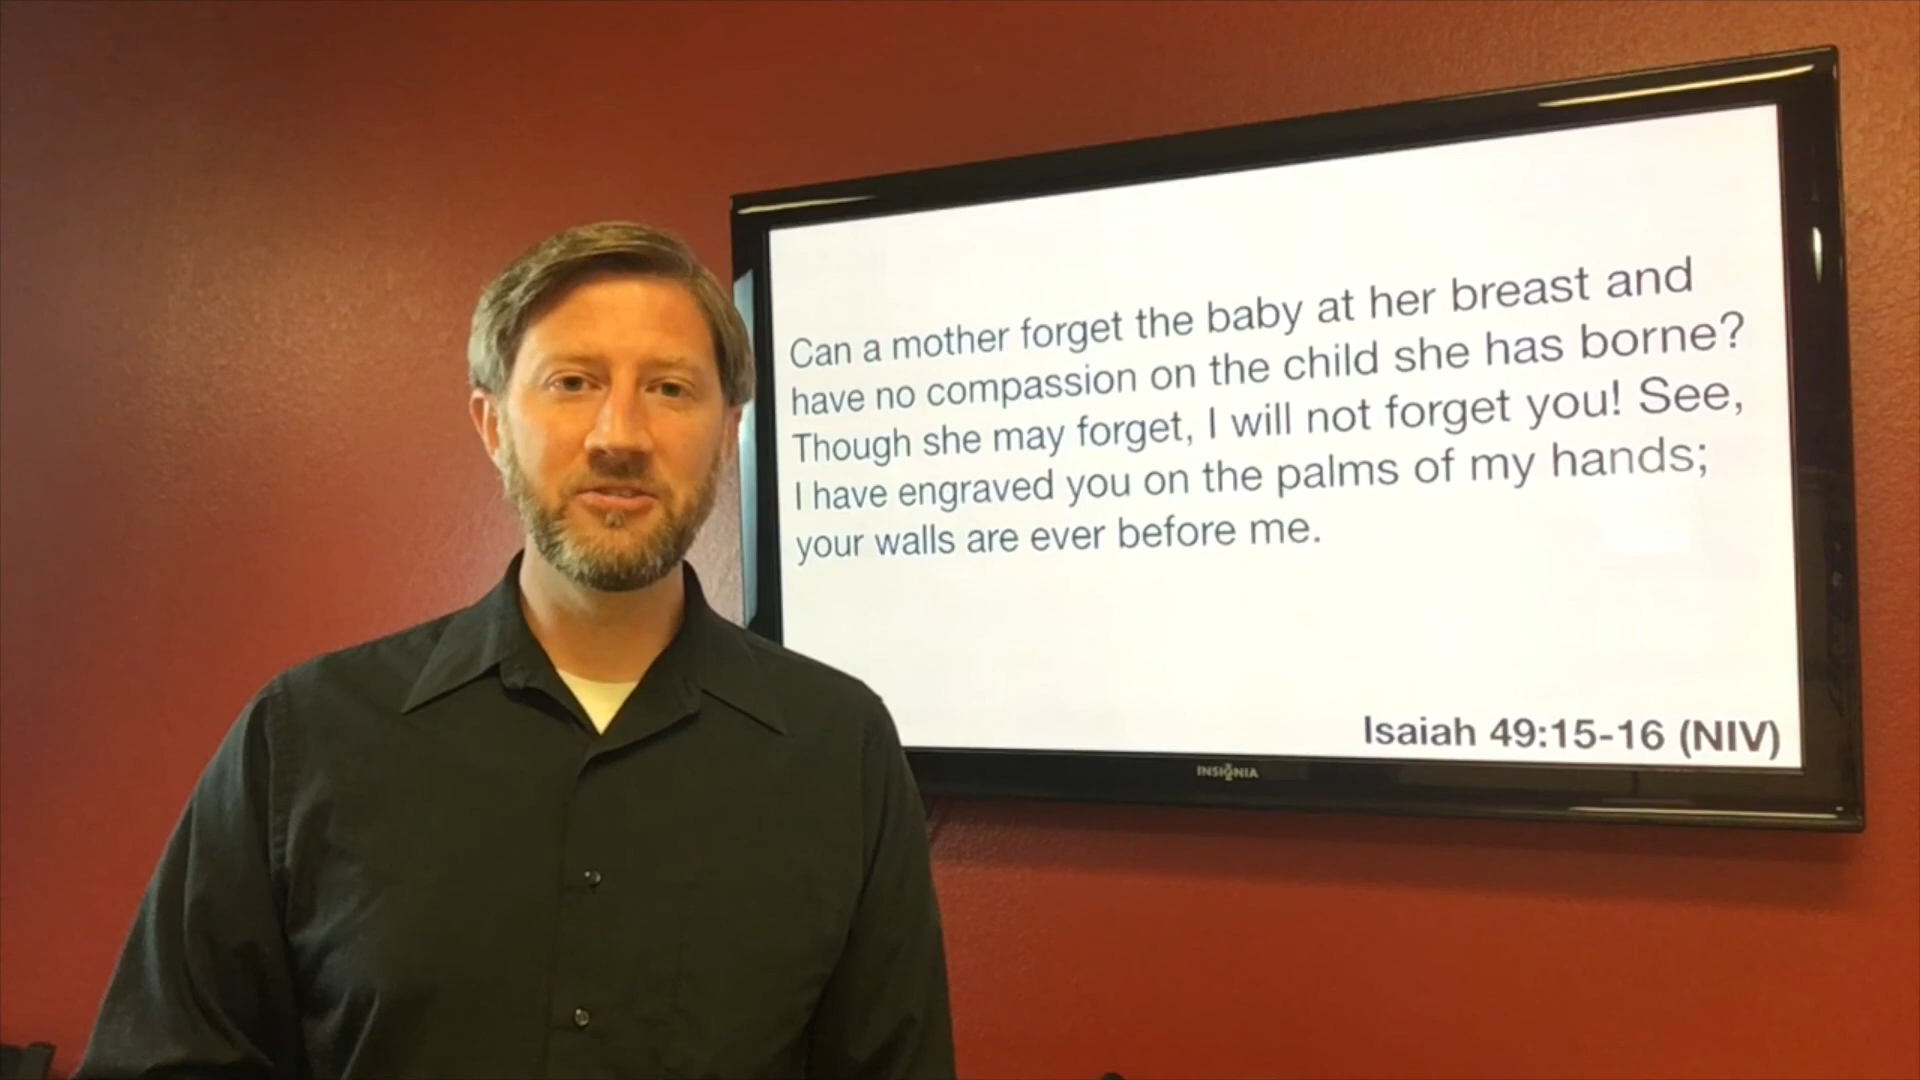 Can a mother forget the baby at her breast and
have no compassion on the child she has borne?
Though she may forget, I will not forget you! See,
I have engraved you on the palms of my hands;
your walls are ever before me.
Isaiah 49:15-16 (NIV)
INSIGNIA